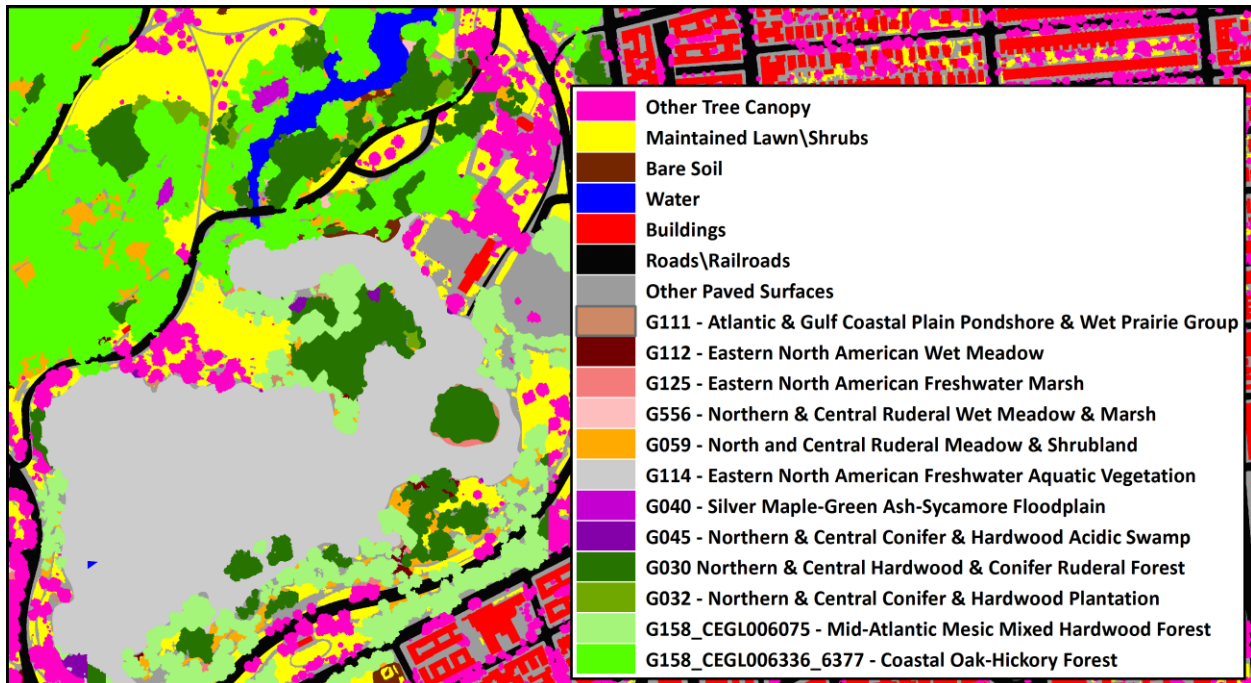 Other Tree Canopy
Maintained Lawn\Shrubs
Bare Soil
Water
Buildings
Roads\Railroads
Other Paved Surfaces
G111 - Atlantic & Gulf Coastal Plain Pondshore & Wet Prairie Group
G112 - Eastern North American Wet Meadow
G125 - Eastern North American Freshwater Marsh
G556 - Northern & Central Ruderal Wet Meadow & Marsh
G059 - North and Central Ruderal Meadow & Shrubland
G114 - Eastern North American Freshwater Aquatic Vegetation
G040 - Silver Maple-Green Ash-Sycamore Floodplain
G045 - Northern & Central Conifer & Hardwood Acidic Swamp
G030 Northern & Central Hardwood & Conifer Ruderal Forest
G032 - Northern & Central Conifer & Hardwood Plantation
G158_CEGL006075 - Mid-Atlantic Mesic Mixed Hardwood Forest
G158_CEGL006336_6377 - Coastal Oak-Hickory Forest